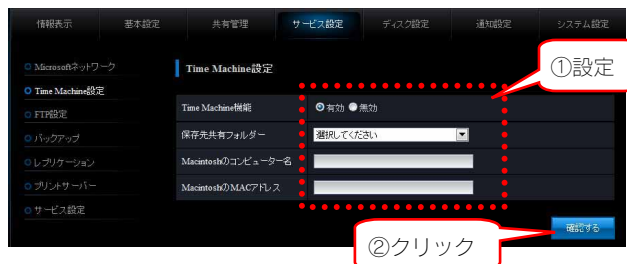 情報表示 基本設定 共有管理 サービス設定 ディスク設定 通知設定 システム設定
Microsoftネットワーク
Time Machine設定
FTP設定
バックアップ
レプリケーション
プリントサーバー
サービス設定
Time Machine設定
Time Machine機能 有効 無効
保存先共有フォルダー 選択してください
Macintoshのコンピューター名
MacintoshのMACアドレス
①設定
確認する
②クリック